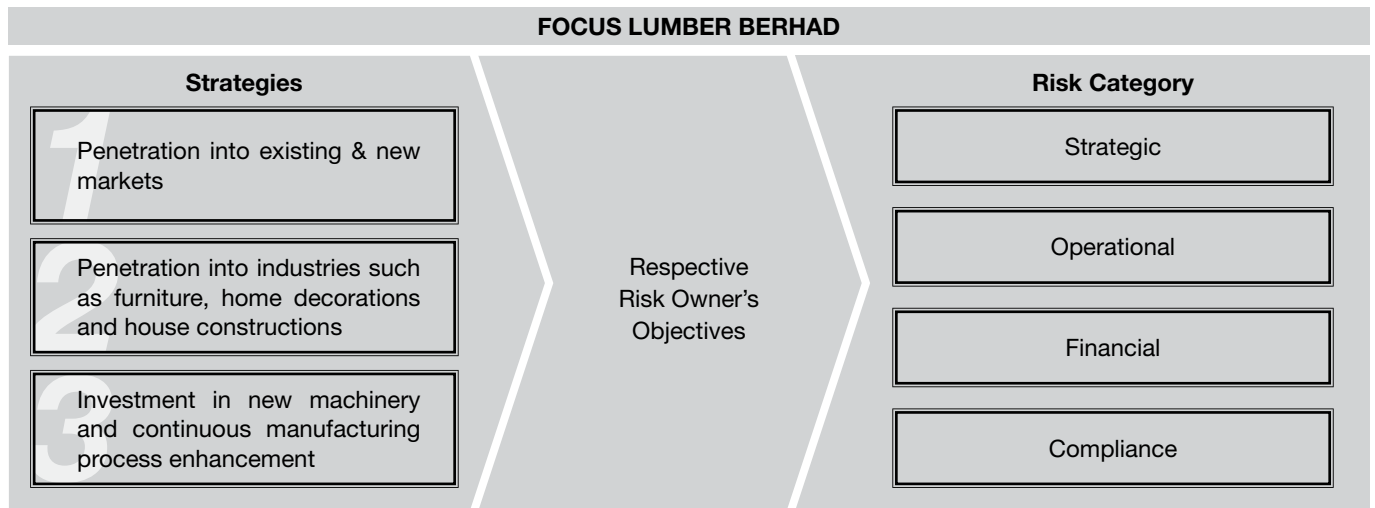 FOCUS LUMBER BERHAD
Strategies
1
Penetration into existing & new
markets
2
Penetration into industries such
as furniture, home decorations
and house constructions
3
Investment in new machinery
and continuous manufacturing
process enhancement
Respective
Risk Owner’s
Objectives
Risk Category
Strategic
Operational
Financial
Compliance